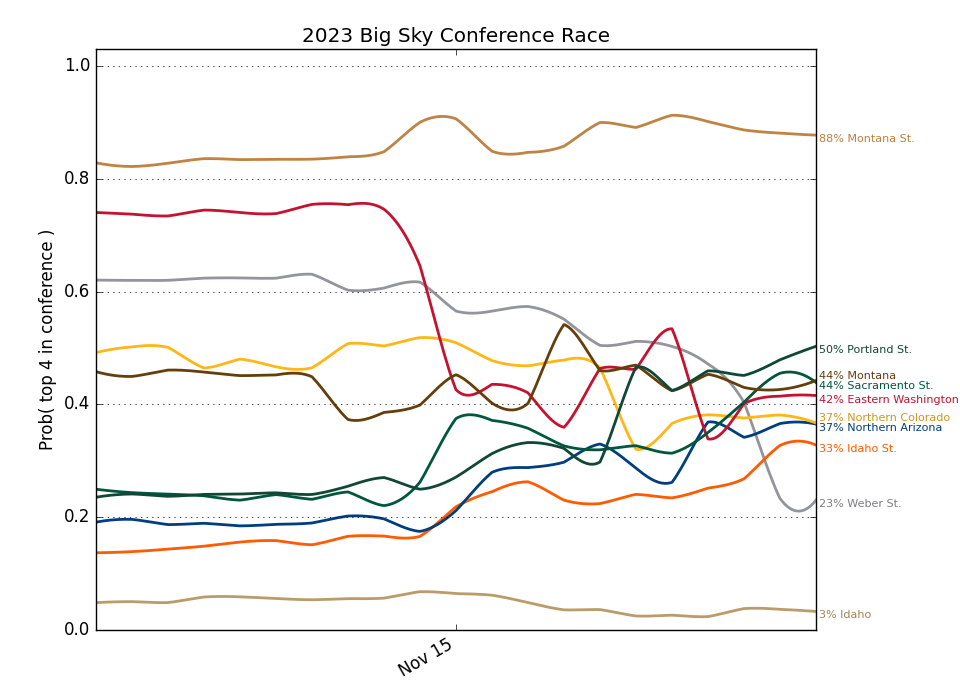 2023 Big Sky Conference Race
1.0
0.8
0.6
0.4
0.2
0.0
Prob( top 4 in conference )
Nov 15
88% Montana St.
50% Portland St.
44% Montana
44% Sacramento St.
42% Eastern Washington
37% Northern Colorado
37% Northern Arizona
33% Idaho St.
23% Weber St.
3% Idaho